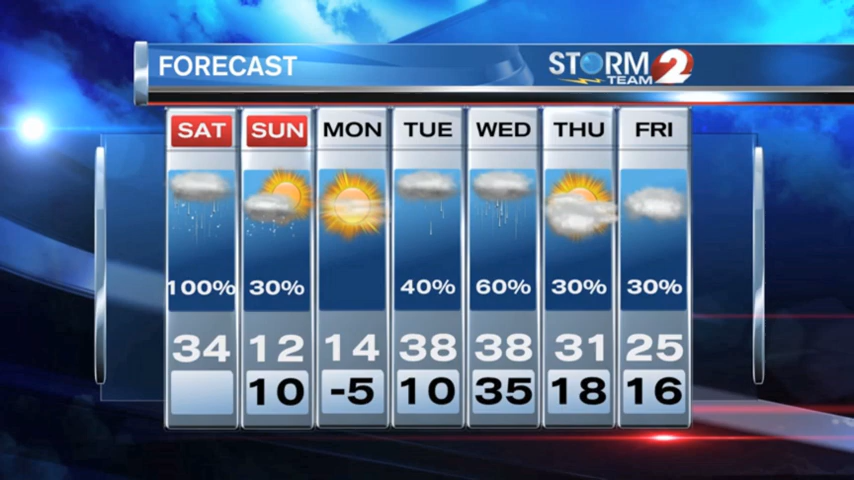 FORECAST
STORM
TEAM 2
SAT SUN MON TUE WED THU FRI
100% 30% 40% 60% 30% 30%
34 12 14 38 38 31 25
10 -5 10 35 18 16